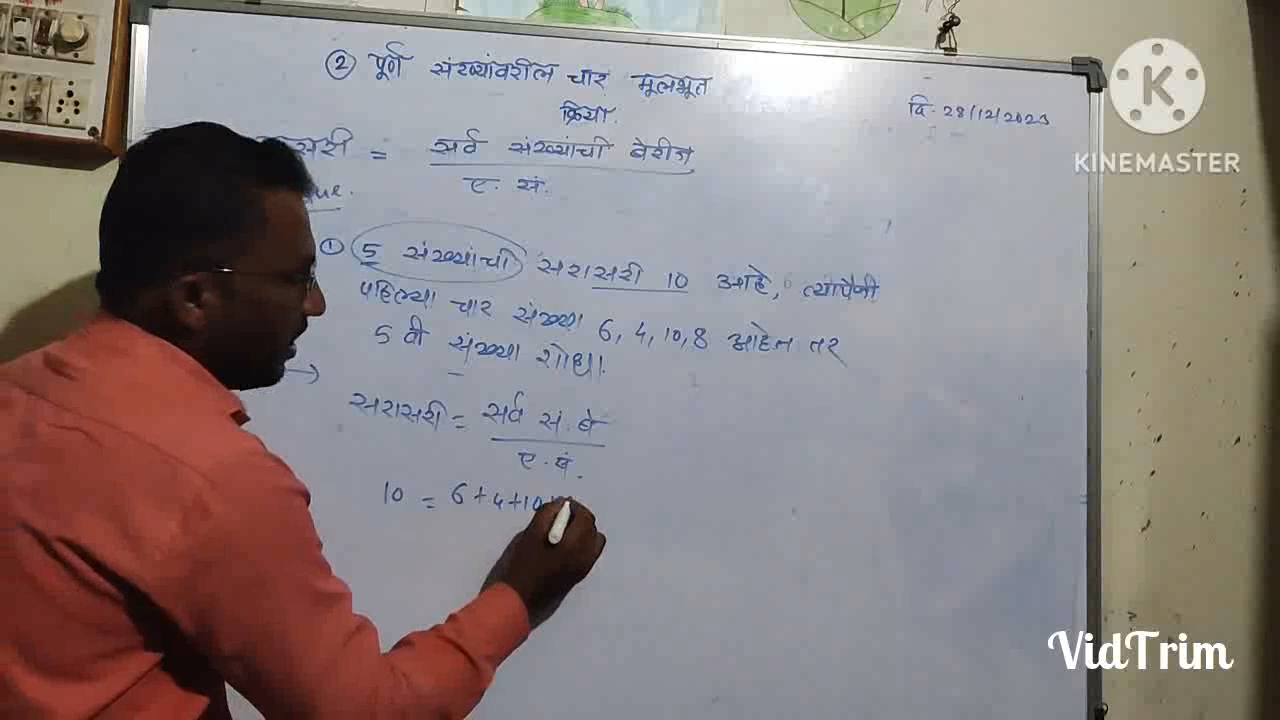 ② पूर्ण संख्यांवरील चार मूलभूत
क्रिया.
दि. 28/12/2023
सरी = सर्व संख्यांची बेरीज
ए. सं.
ue.
① 5 संख्यांची सरासरी 10 आहे, त्यापैकी
पहिल्या चार संख्या 6, 4, 10, 8 आहेत तर
5 वी संख्या शोधा.
→
सरासरी = सर्व सं. बे
ए. सं.
10 = 6+4+10
KINEMASTER
VidTrim